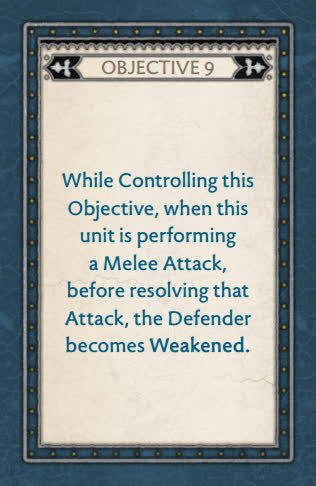 OBJECTIVE 9
While Controlling this
Objective, when this
unit is performing
a Melee Attack,
before resolving that
Attack, the Defender
becomes Weakened.